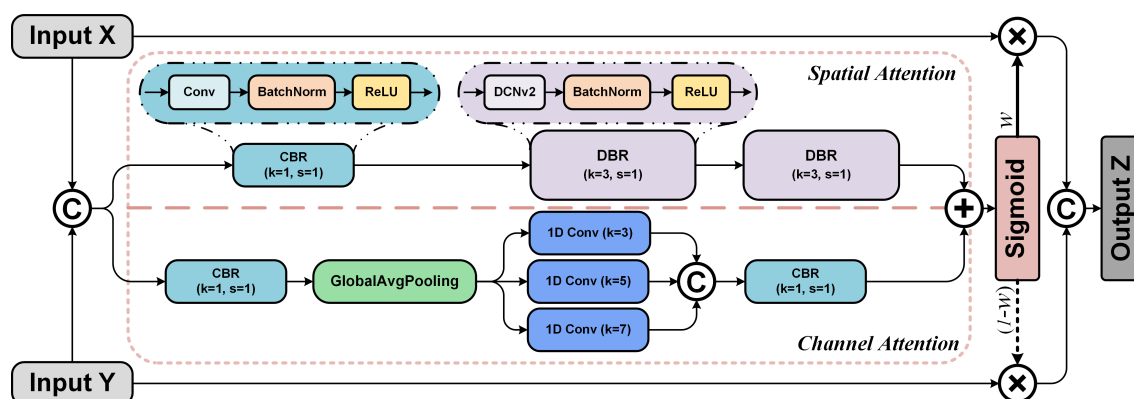 Input X
Spatial Attention
Conv
BatchNorm
ReLU
DCNv2
BatchNorm
ReLU
W
CBR
(k=1, s=1)
DBR
(k=3, s=1)
DBR
(k=3, s=1)
C
+
Sigmoid
C
Output Z
1D Conv (k=3)
CBR
(k=1, s=1)
GlobalAvgPooling
1D Conv (k=5)
C
CBR
(k=1, s=1)
1D Conv (k=7)
(1-W)
Channel Attention
Input Y